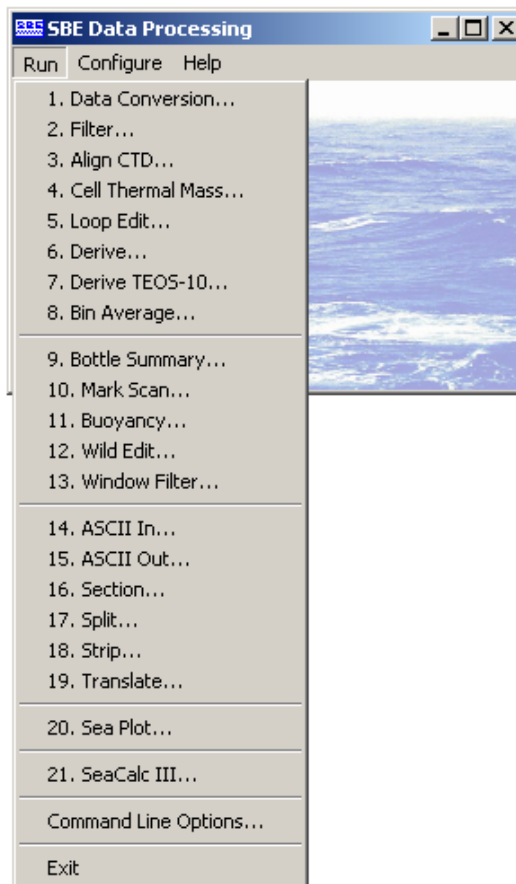 SBE SBE Data Processing
Run Configure Help
1. Data Conversion...
2. Filter...
3. Align CTD...
4. Cell Thermal Mass...
5. Loop Edit...
6. Derive...
7. Derive TEOS-10...
8. Bin Average...
9. Bottle Summary...
10. Mark Scan...
11. Buoyancy...
12. Wild Edit...
13. Window Filter...
14. ASCII In...
15. ASCII Out...
16. Section...
17. Split...
18. Strip...
19. Translate...
20. Sea Plot...
21. SeaCalc III...
Command Line Options...
Exit